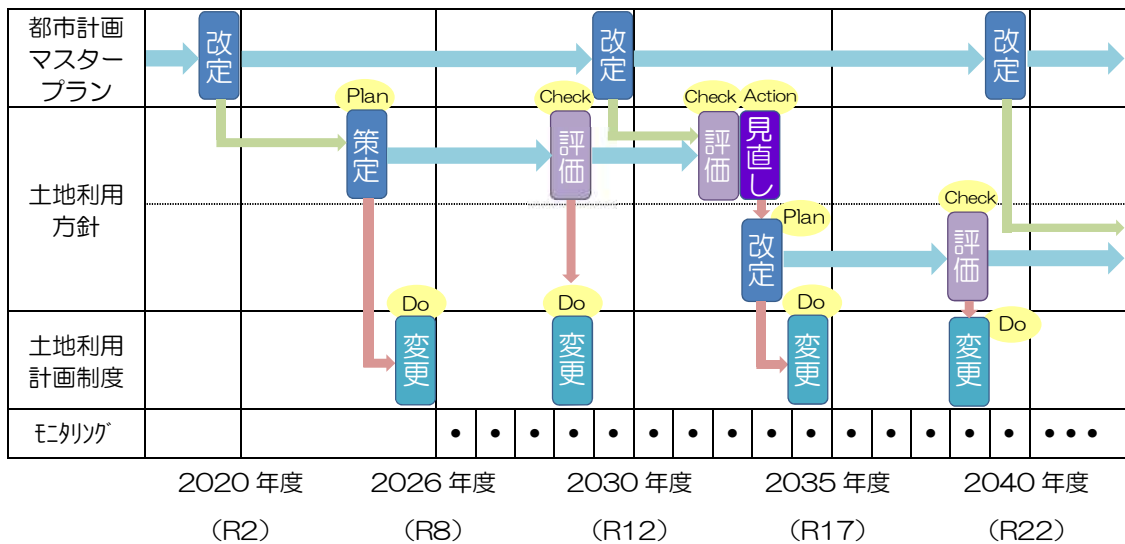 都市計画
マスター
プラン
改定
改定
改定
土地利用
方針
Plan
策定
Check
評価
Check
評価
Action
見直し
Plan
改定
Check
評価
土地利用
計画制度
Do
変更
Do
変更
Do
変更
Do
変更
ﾓﾆﾀﾘﾝｸﾞ
• • • • • • • • • • • • • • • • • •
2020 年度
2026 年度
2030 年度
2035 年度
2040 年度
（R2）
（R8）
（R12）
（R17）
（R22）